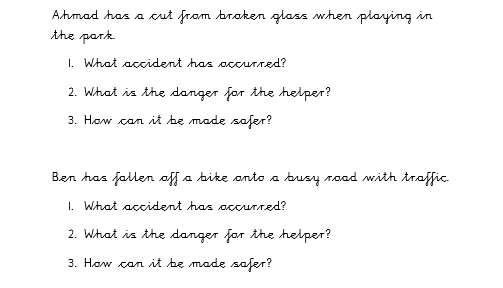 Ahmad has a cut from broken glass when playing in
the park.
1. What accident has occurred?
2. What is the danger for the helper?
3. How can it be made safer?
Ben has fallen off a bike onto a busy road with traffic.
1. What accident has occurred?
2. What is the danger for the helper?
3. How can it be made safer?